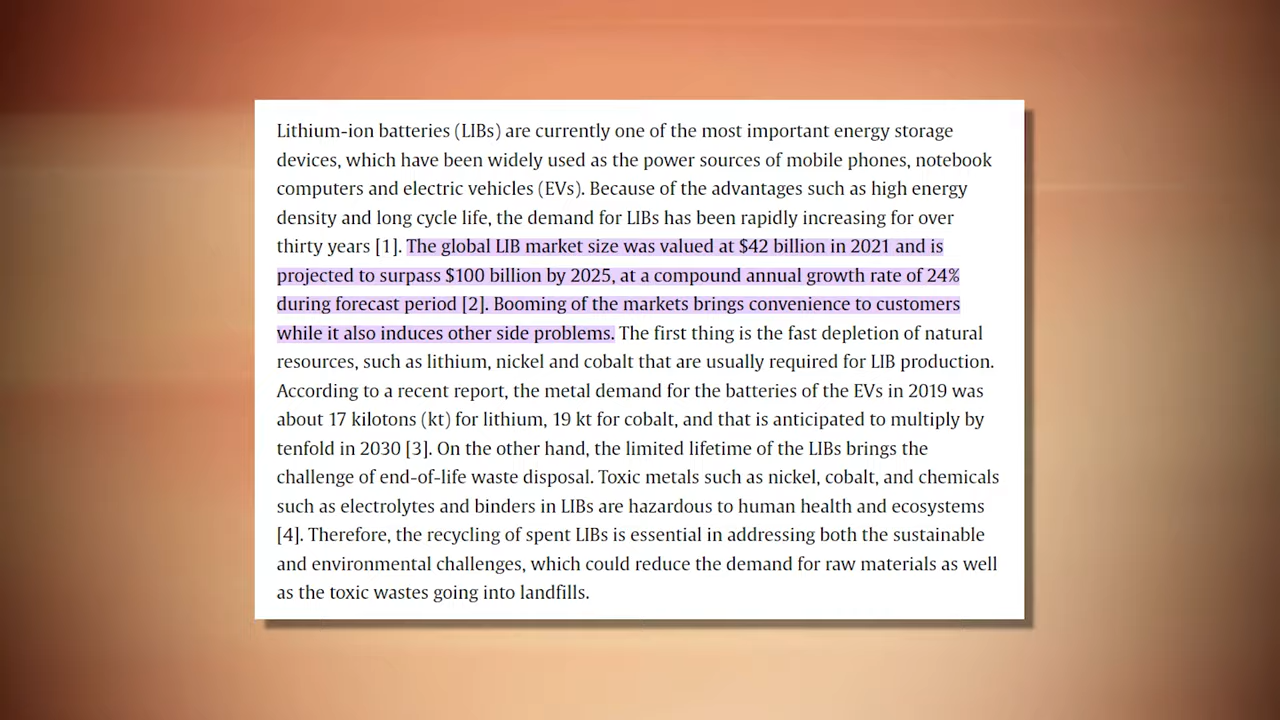 Lithium-ion batteries (LIBs) are currently one of the most important energy storage
devices, which have been widely used as the power sources of mobile phones, notebook
computers and electric vehicles (EVs). Because of the advantages such as high energy
density and long cycle life, the demand for LIBs has been rapidly increasing for over
thirty years [1]. The global LIB market size was valued at $42 billion in 2021 and is
projected to surpass $100 billion by 2025, at a compound annual growth rate of 24%
during forecast period [2]. Booming of the markets brings convenience to customers
while it also induces other side problems. The first thing is the fast depletion of natural
resources, such as lithium, nickel and cobalt that are usually required for LIB production.
According to a recent report, the metal demand for the batteries of the EVs in 2019 was
about 17 kilotons (kt) for lithium, 19 kt for cobalt, and that is anticipated to multiply by
tenfold in 2030 [3]. On the other hand, the limited lifetime of the LIBs brings the
challenge of end-of-life waste disposal. Toxic metals such as nickel, cobalt, and chemicals
such as electrolytes and binders in LIBs are hazardous to human health and ecosystems
[4]. Therefore, the recycling of spent LIBs is essential in addressing both the sustainable
and environmental challenges, which could reduce the demand for raw materials as well
as the toxic wastes going into landfills.